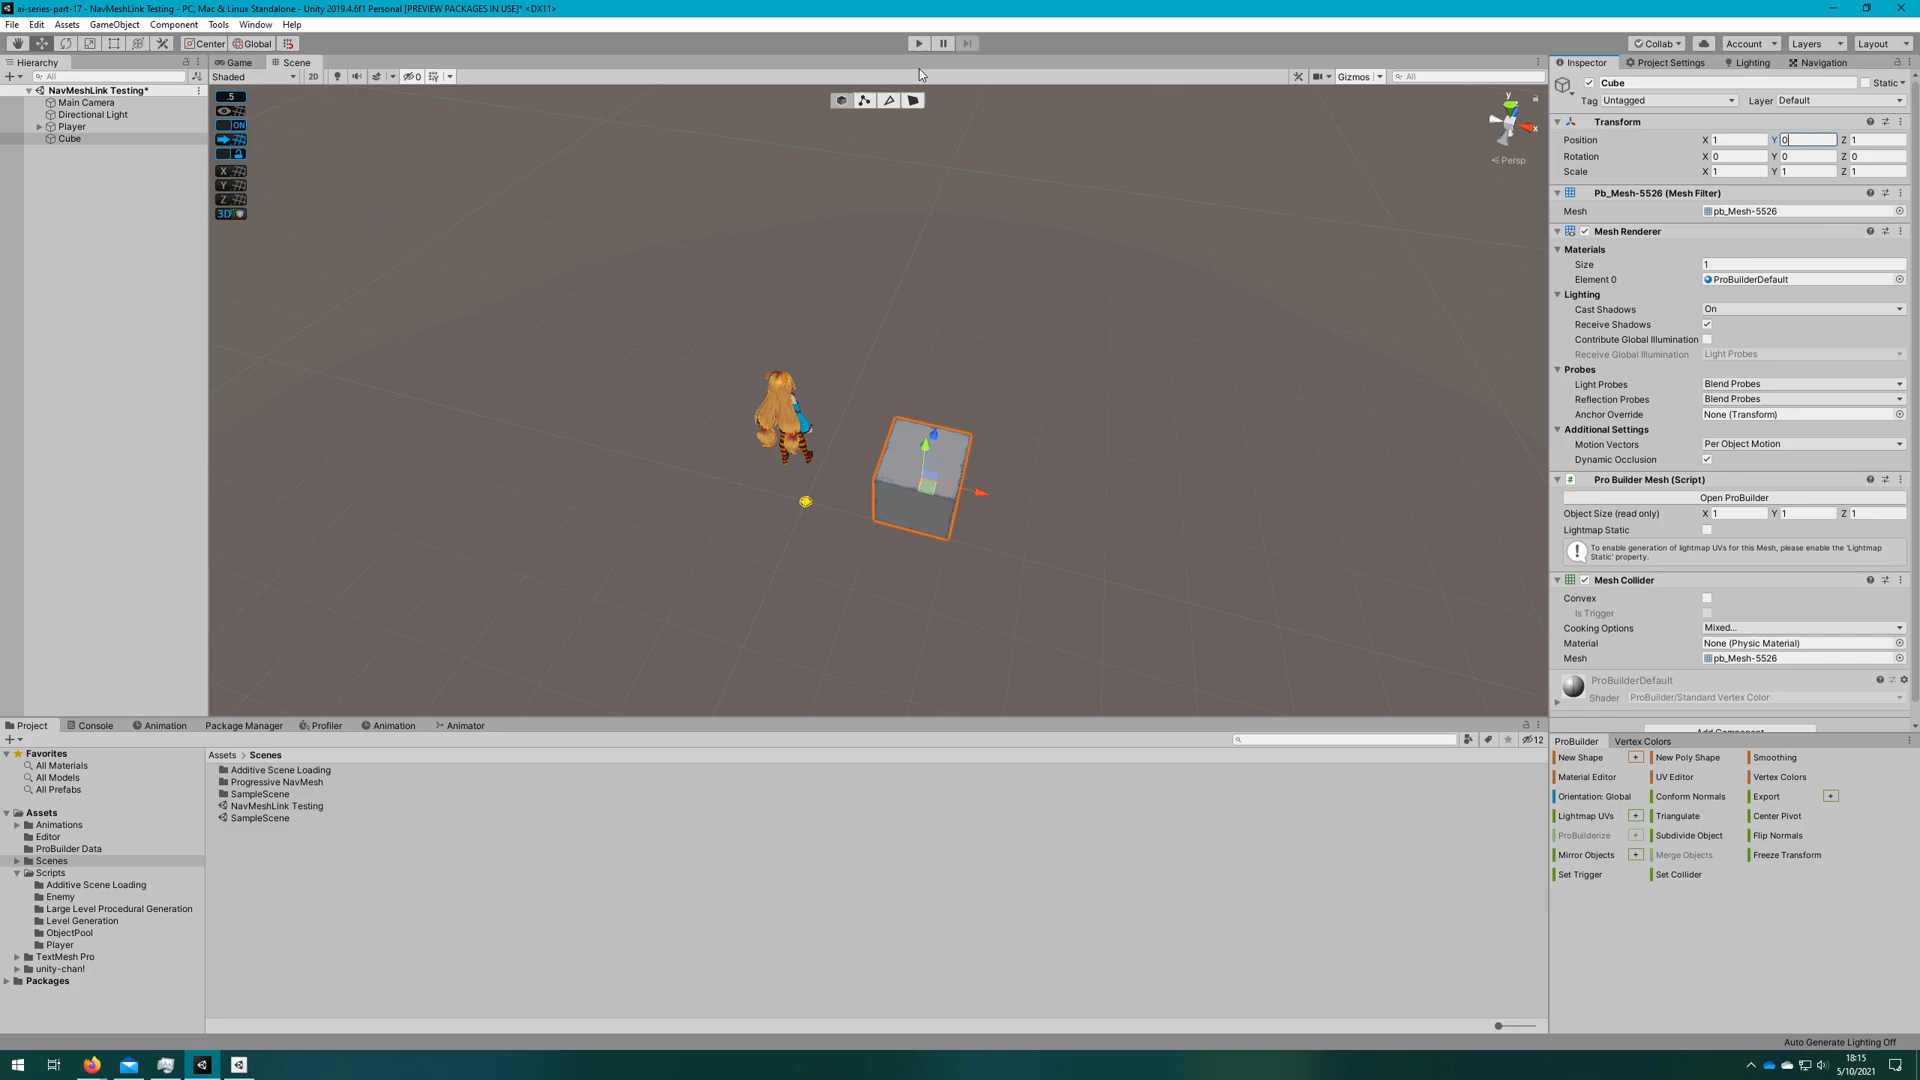 ai-series-part-17 - NavMeshLink Testing - PC, Mac & Linux Standalone - Unity 2019.4.6f1 Personal [PREVIEW PACKAGES IN USE]* <DX11>
File Edit Assets GameObject Component Tools Window Help
Center Global Collab Account Layers Layout
Hierarchy
All
NavMeshLink Testing*
Main Camera
Directional Light
Player
Cube
Game Scene
Shaded 2D 0 Gizmos All
.5
ON
X
Y
Z
3D
y
x
Persp
Inspector Project Settings Lighting Navigation
Cube Static
Tag Untagged Layer Default
Transform
Position X 1 Y 0 Z 1
Rotation X 0 Y 0 Z 0
Scale X 1 Y 1 Z 1
Pb_Mesh-5526 (Mesh Filter)
Mesh pb_Mesh-5526
Mesh Renderer
Materials
Size 1
Element 0 ProBuilderDefault
Lighting
Cast Shadows On
Receive Shadows
Contribute Global Illumination
Receive Global Illumination Light Probes
Probes
Light Probes Blend Probes
Reflection Probes Blend Probes
Anchor Override None (Transform)
Additional Settings
Motion Vectors Per Object Motion
Dynamic Occlusion
Pro Builder Mesh (Script)
Open ProBuilder
Object Size (read only) X 1 Y 1 Z 1
Lightmap Static
To enable generation of lightmap UVs for this Mesh, please enable the 'Lightmap
Static' property.
Mesh Collider
Convex
Is Trigger
Cooking Options Mixed...
Material None (Physic Material)
Mesh pb_Mesh-5526
ProBuilderDefault
Shader ProBuilder/Standard Vertex Color
Add Component
Project Console Animation Package Manager Profiler Animation Animator
12
Favorites
All Materials
All Models
All Prefabs
Assets
Animations
Editor
ProBuilder Data
Scenes
Scripts
Additive Scene Loading
Enemy
Large Level Procedural Generation
Level Generation
ObjectPool
Player
TextMesh Pro
unity-chan!
Packages
Assets > Scenes
Additive Scene Loading
Progressive NavMesh
SampleScene
NavMeshLink Testing
SampleScene
ProBuilder Vertex Colors
New Shape + New Poly Shape Smoothing
Material Editor UV Editor Vertex Colors
Orientation: Global Conform Normals Export +
Lightmap UVs + Triangulate Center Pivot
ProBuilderize + Subdivide Object Flip Normals
Mirror Objects + Merge Objects Freeze Transform
Set Trigger Set Collider
Auto Generate Lighting Off
18:15
5/10/2021